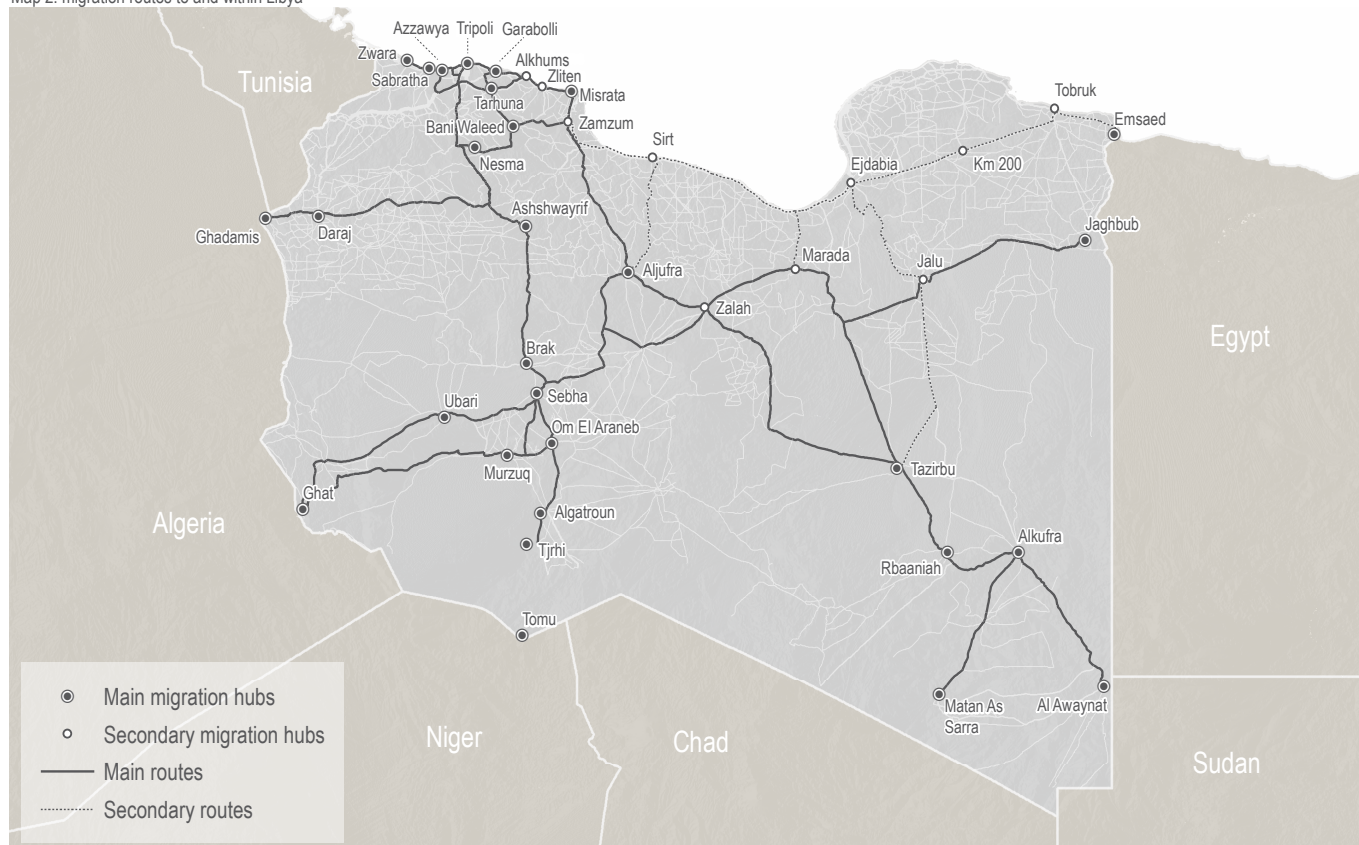 Map 2: migration routes to and within Libya
Azzawya
Tripoli
Garabolli
Zwara
Sabratha
Alkhums
Zliten
Tarhuna
Misrata
Tunisia
Bani Waleed
Zamzum
Nesma
Sirt
Tobruk
Emsaed
Ejdabia
Km 200
Ghadamis
Daraj
Ashshwayrif
Jaghbub
Aljufra
Marada
Jalu
Zalah
Egypt
Brak
Sebha
Ubari
Om El Araneb
Murzuq
Tazirbu
Ghat
Algeria
Algatroun
Tjrhi
Rbaaniah
Alkufra
Tomu
Matan As
Sarra
Al Awaynat
Niger
Chad
Sudan
Main migration hubs
Secondary migration hubs
Main routes
Secondary routes